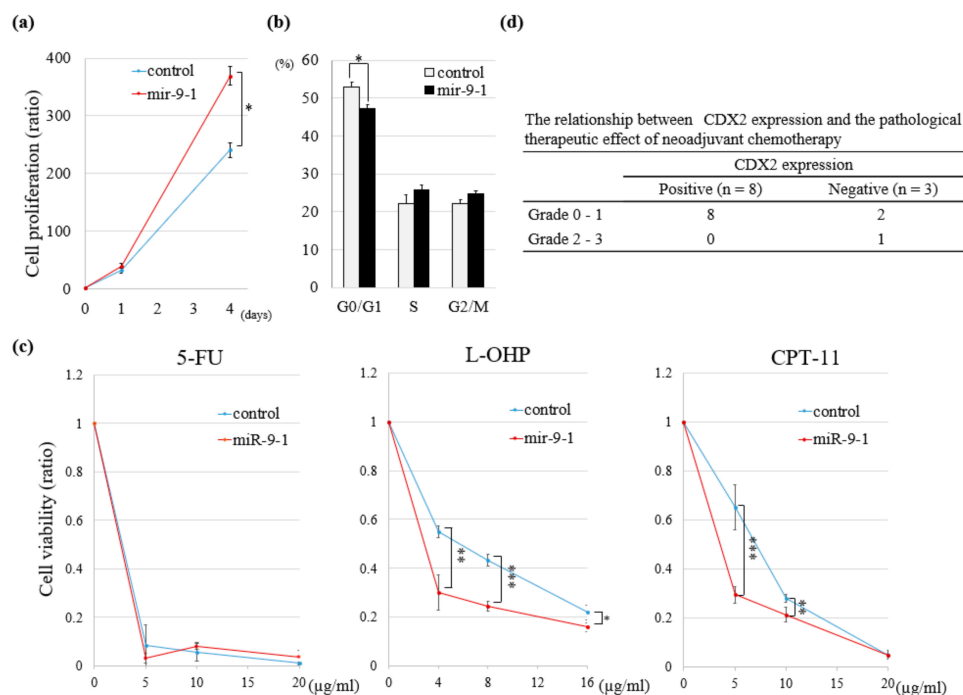 (a)
Cell proliferation (ratio)
400
300
200
100
0
control
mir-9-1
*
0 1 2 3 4 (days)
(b)
(%)
60
50
40
30
20
10
0
*
control
mir-9-1
G0/G1 S G2/M
(d)
The relationship between CDX2 expression and the pathological
therapeutic effect of neoadjuvant chemotherapy
CDX2 expression
Positive (n = 8) Negative (n = 3)
Grade 0 - 1 8 2
Grade 2 - 3 0 1
(c)
Cell viability (ratio)
5-FU
1.2
1
0.8
0.6
0.4
0.2
0
control
miR-9-1
0 5 10 15 20 (μg/ml)
L-OHP
1.2
1
0.8
0.6
0.4
0.2
0
control
mir-9-1
**
***
*
0 4 8 12 16 (μg/ml)
CPT-11
1.2
1
0.8
0.6
0.4
0.2
0
control
miR-9-1
***
**
0 5 10 15 20 (μg/ml)